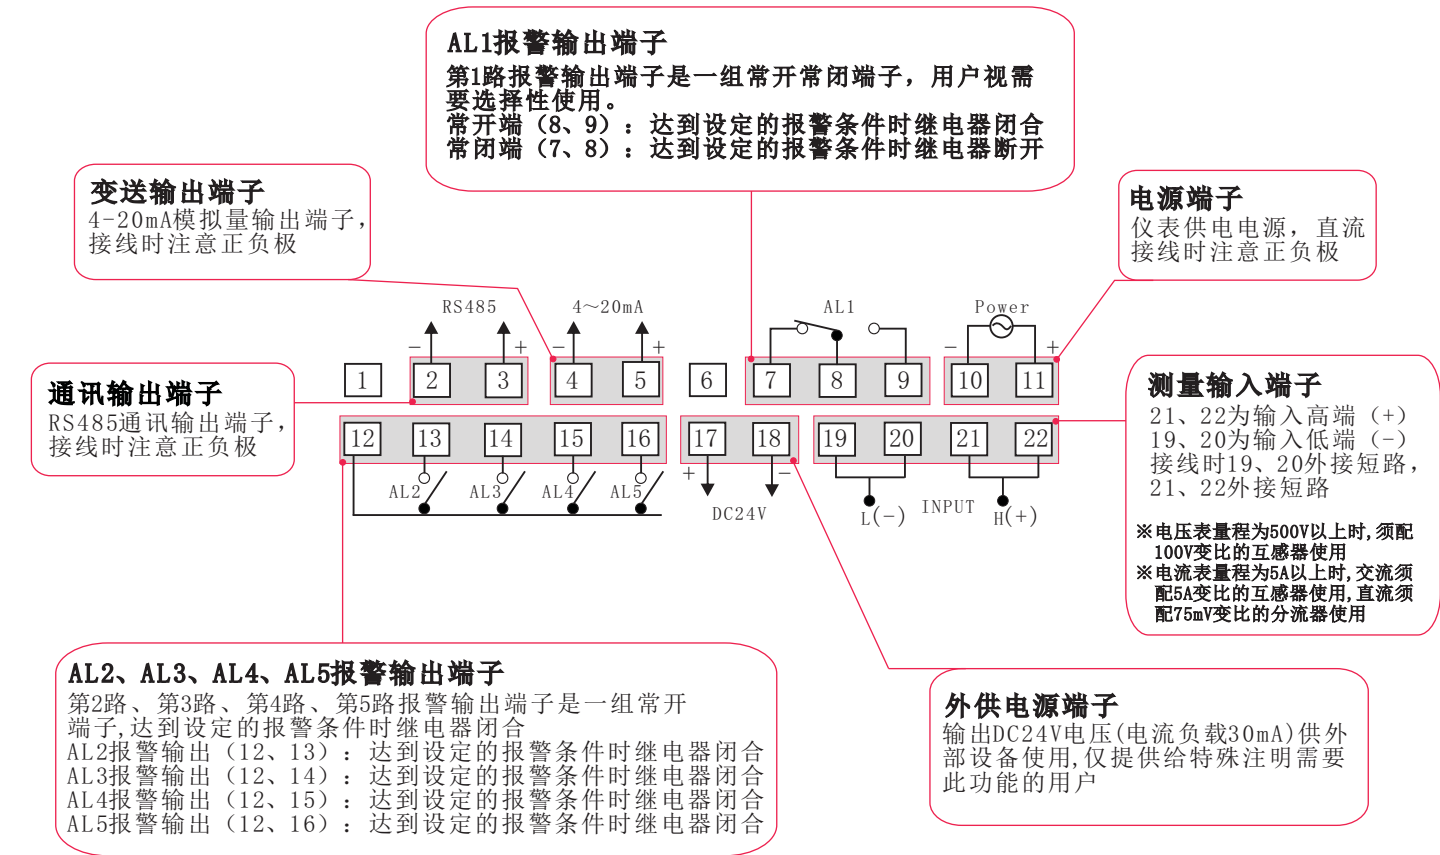 AL1报警输出端子
第1路报警输出端子是一组常开常闭端子，用户视需
要选择性使用。
常开端（8、9）：达到设定的报警条件时继电器闭合
常闭端（7、8）：达到设定的报警条件时继电器断开
变送输出端子
4-20mA模拟量输出端子，
接线时注意正负极
电源端子
仪表供电电源，直流
接线时注意正负极
RS485
4～20mA
AL1
Power
− + − + − +
1 2 3 4 5 6 7 8 9 10 11
通讯输出端子
RS485通讯输出端子，
接线时注意正负极
12 13 14 15 16 17 18 19 20 21 22
+ −
AL2 AL3 AL4 AL5
DC24V
L(−) INPUT H(+)
测量输入端子
21、22为输入高端（+）
19、20为输入低端（−）
接线时19、20外接短路，
21、22外接短路
※电压表量程为500V以上时,须配
100V变比的互感器使用
※电流表量程为5A以上时,交流须
配5A变比的互感器使用,直流须
配75mV变比的分流器使用
AL2、AL3、AL4、AL5报警输出端子
第2路、第3路、第4路、第5路报警输出端子是一组常开
端子,达到设定的报警条件时继电器闭合
AL2报警输出（12、13）：达到设定的报警条件时继电器闭合
AL3报警输出（12、14）：达到设定的报警条件时继电器闭合
AL4报警输出（12、15）：达到设定的报警条件时继电器闭合
AL5报警输出（12、16）：达到设定的报警条件时继电器闭合
外供电源端子
输出DC24V电压(电流负载30mA)供外
部设备使用,仅提供给特殊注明需要
此功能的用户